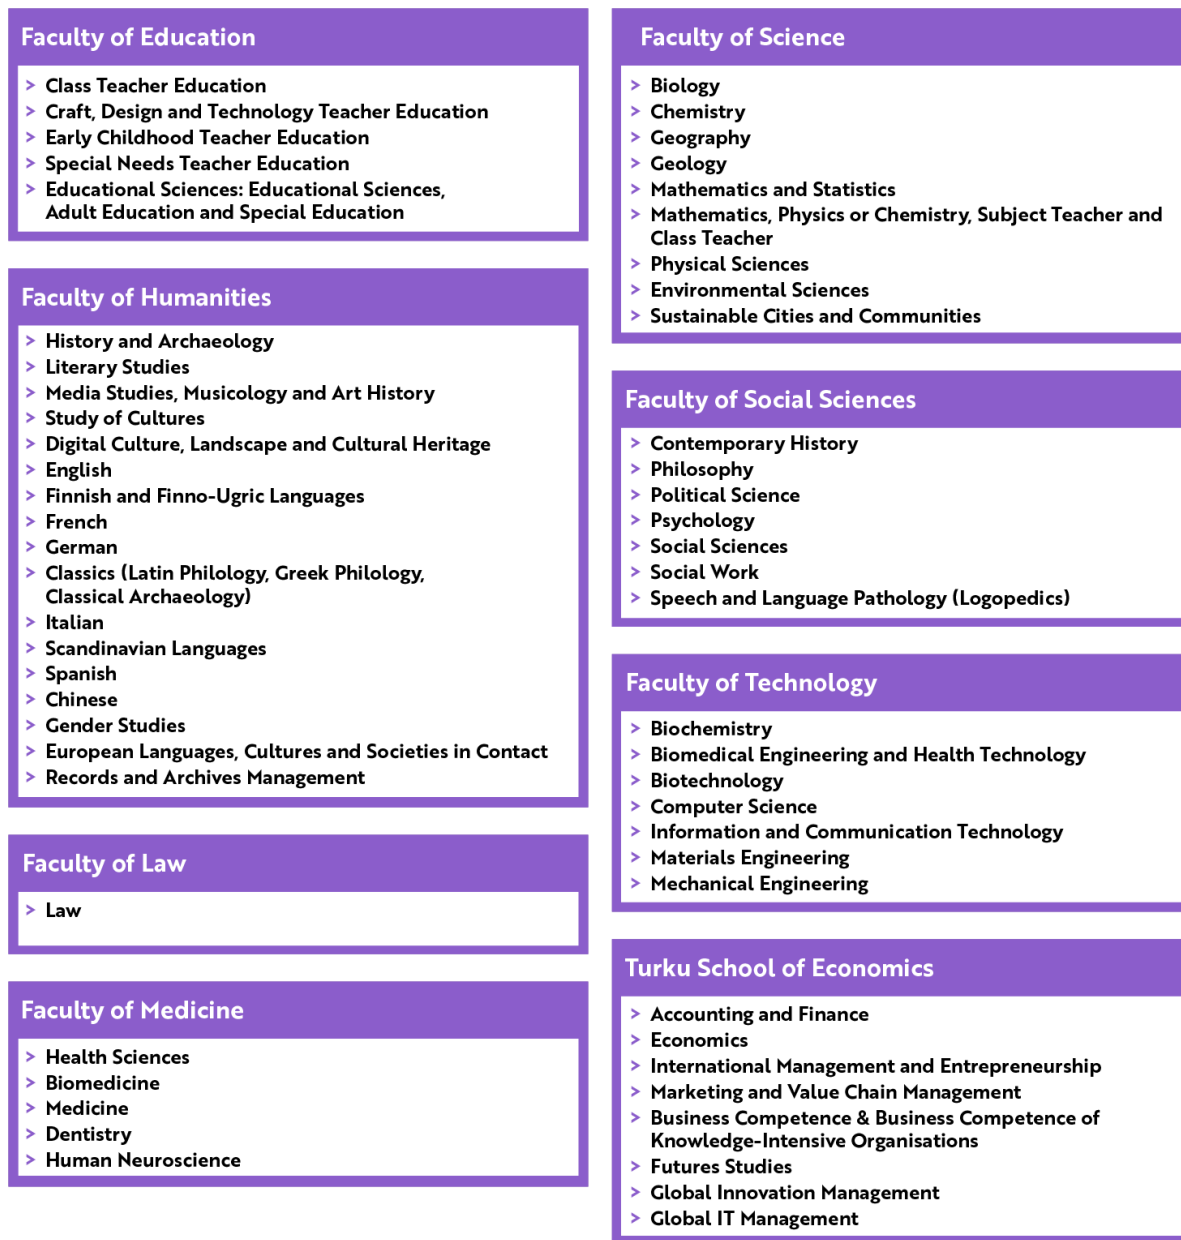 Faculty of Education
> Class Teacher Education
> Craft, Design and Technology Teacher Education
> Early Childhood Teacher Education
> Special Needs Teacher Education
> Educational Sciences: Educational Sciences,
Adult Education and Special Education
Faculty of Humanities
> History and Archaeology
> Literary Studies
> Media Studies, Musicology and Art History
> Study of Cultures
> Digital Culture, Landscape and Cultural Heritage
> English
> Finnish and Finno-Ugric Languages
> French
> German
> Classics (Latin Philology, Greek Philology,
Classical Archaeology)
> Italian
> Scandinavian Languages
> Spanish
> Chinese
> Gender Studies
> European Languages, Cultures and Societies in Contact
> Records and Archives Management
Faculty of Law
> Law
Faculty of Medicine
> Health Sciences
> Biomedicine
> Medicine
> Dentistry
> Human Neuroscience
Faculty of Science
> Biology
> Chemistry
> Geography
> Geology
> Mathematics and Statistics
> Mathematics, Physics or Chemistry, Subject Teacher and
Class Teacher
> Physical Sciences
> Environmental Sciences
> Sustainable Cities and Communities
Faculty of Social Sciences
> Contemporary History
> Philosophy
> Political Science
> Psychology
> Social Sciences
> Social Work
> Speech and Language Pathology (Logopedics)
Faculty of Technology
> Biochemistry
> Biomedical Engineering and Health Technology
> Biotechnology
> Computer Science
> Information and Communication Technology
> Materials Engineering
> Mechanical Engineering
Turku School of Economics
> Accounting and Finance
> Economics
> International Management and Entrepreneurship
> Marketing and Value Chain Management
> Business Competence & Business Competence of
Knowledge-Intensive Organisations
> Futures Studies
> Global Innovation Management
> Global IT Management